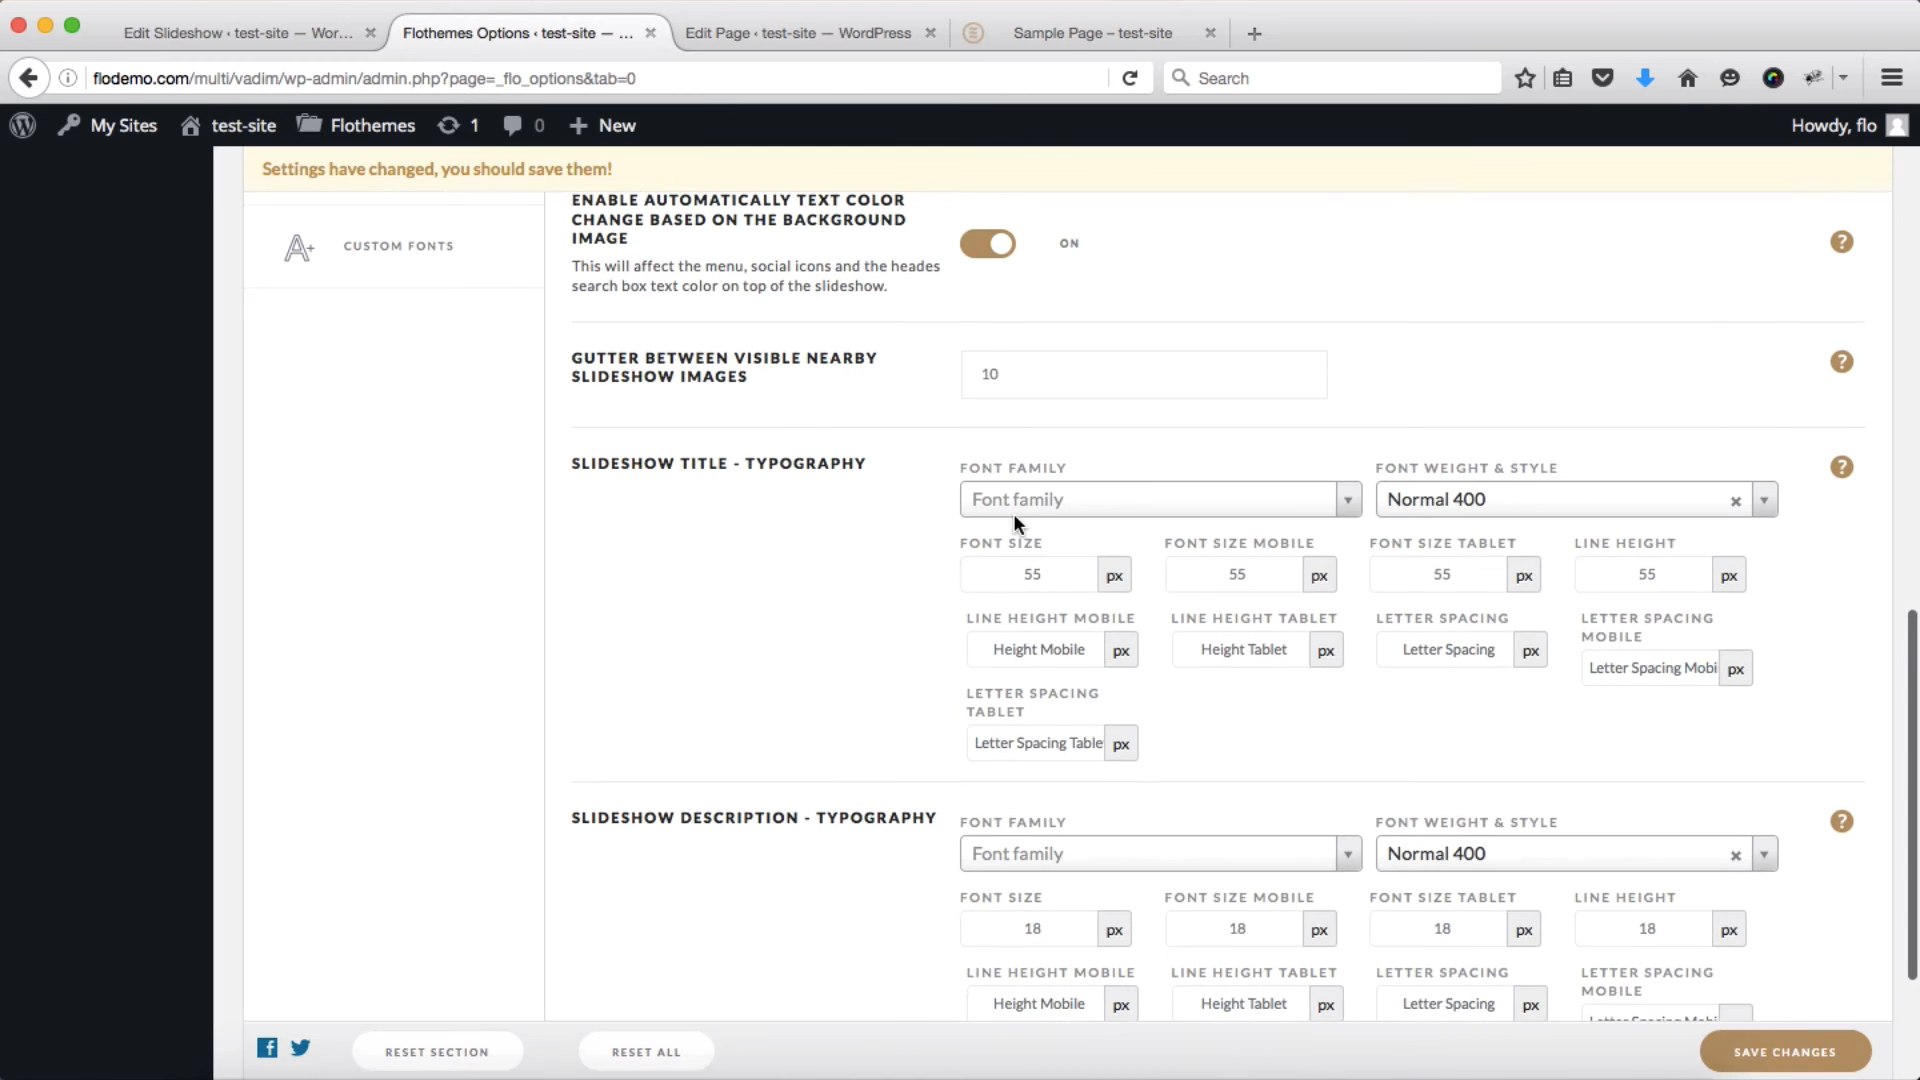 Edit Slideshow ‹ test-site — Wor...
Flothemes Options ‹ test-site — ...
Edit Page ‹ test-site — WordPress
Sample Page – test-site
flodemo.com/multi/vadim/wp-admin/admin.php?page=_flo_options&tab=0
Search
My Sites
test-site
Flothemes
1
0
New
Howdy, flo
Settings have changed, you should save them!
CUSTOM FONTS
ENABLE AUTOMATICALLY TEXT COLOR
CHANGE BASED ON THE BACKGROUND
IMAGE
ON
?
This will affect the menu, social icons and the heades
search box text color on top of the slideshow.
GUTTER BETWEEN VISIBLE NEARBY
SLIDESHOW IMAGES
10
?
SLIDESHOW TITLE - TYPOGRAPHY
FONT FAMILY
FONT WEIGHT & STYLE
?
Font family
Normal 400
FONT SIZE
FONT SIZE MOBILE
FONT SIZE TABLET
LINE HEIGHT
55 px
55 px
55 px
55 px
LINE HEIGHT MOBILE
LINE HEIGHT TABLET
LETTER SPACING
LETTER SPACING
MOBILE
Height Mobile px
Height Tablet px
Letter Spacing px
Letter Spacing Mobi px
LETTER SPACING
TABLET
Letter Spacing Table px
SLIDESHOW DESCRIPTION - TYPOGRAPHY
FONT FAMILY
FONT WEIGHT & STYLE
?
Font family
Normal 400
FONT SIZE
FONT SIZE MOBILE
FONT SIZE TABLET
LINE HEIGHT
18 px
18 px
18 px
18 px
LINE HEIGHT MOBILE
LINE HEIGHT TABLET
LETTER SPACING
LETTER SPACING
MOBILE
Height Mobile px
Height Tablet px
Letter Spacing px
RESET SECTION
RESET ALL
SAVE CHANGES